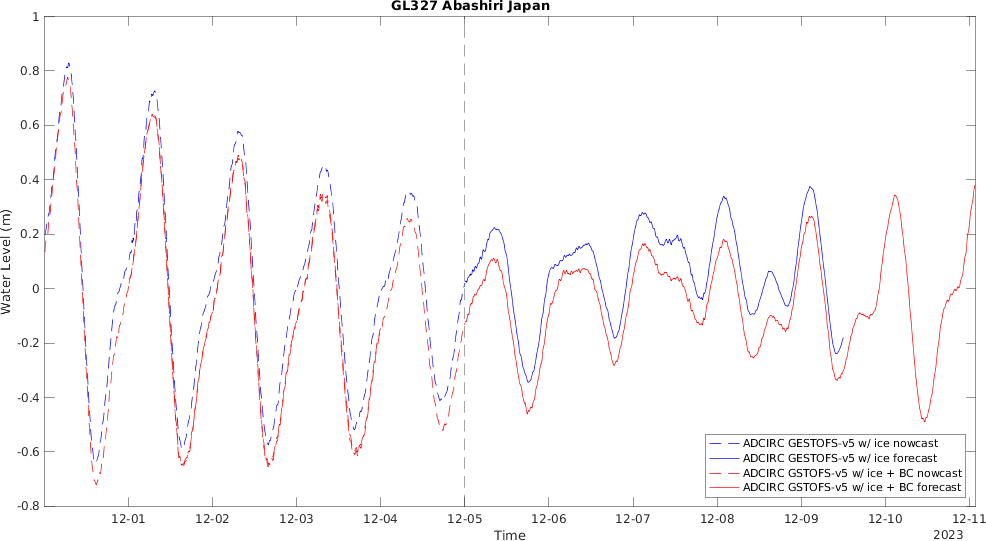 GL327 Abashiri Japan
1
0.8
0.6
0.4
0.2
0
-0.2
-0.4
-0.6
-0.8
Water Level (m)
ADCIRC GESTOFS-v5 w/ ice nowcast
ADCIRC GESTOFS-v5 w/ ice forecast
ADCIRC GSTOFS-v5 w/ ice + BC nowcast
ADCIRC GSTOFS-v5 w/ ice + BC forecast
12-01 12-02 12-03 12-04 12-05 12-06 12-07 12-08 12-09 12-10 12-11
Time
2023